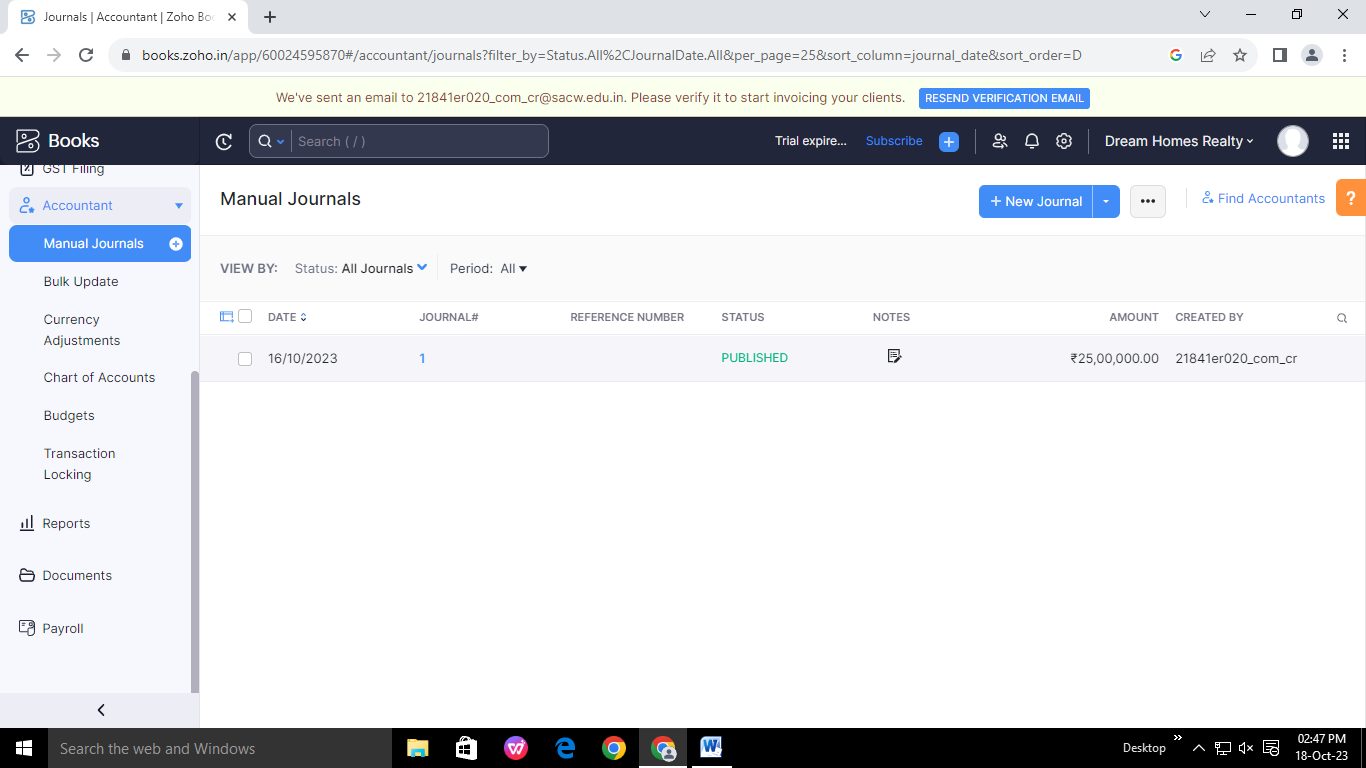 Journals | Accountant | Zoho Boo
books.zoho.in/app/60024595870#/accountant/journals?filter_by=Status.All%2CJournalDate.All&per_page=25&sort_column=journal_date&sort_order=D
We've sent an email to 21841er020_com_cr@sacw.edu.in. Please verify it to start invoicing your clients. RESEND VERIFICATION EMAIL
Books
Search ( / )
Trial expire... Subscribe
Dream Homes Realty
GST Filing
Accountant
Manual Journals
Bulk Update
Currency
Adjustments
Chart of Accounts
Budgets
Transaction
Locking
Reports
Documents
Payroll
Manual Journals
+ New Journal
Find Accountants
?
VIEW BY: Status: All Journals Period: All
DATE JOURNAL# REFERENCE NUMBER STATUS NOTES AMOUNT CREATED BY
16/10/2023 1 PUBLISHED ₹25,00,000.00 21841er020_com_cr
Search the web and Windows
Desktop
02:47 PM
18-Oct-23